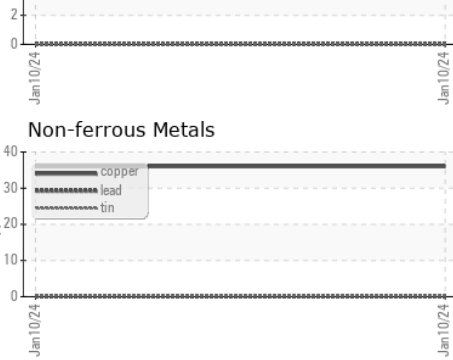 2
0
Jan10/24
Jan10/24
Non-ferrous Metals
40
copper
30
lead
tin
20
10
0
Jan10/24
Jan10/24